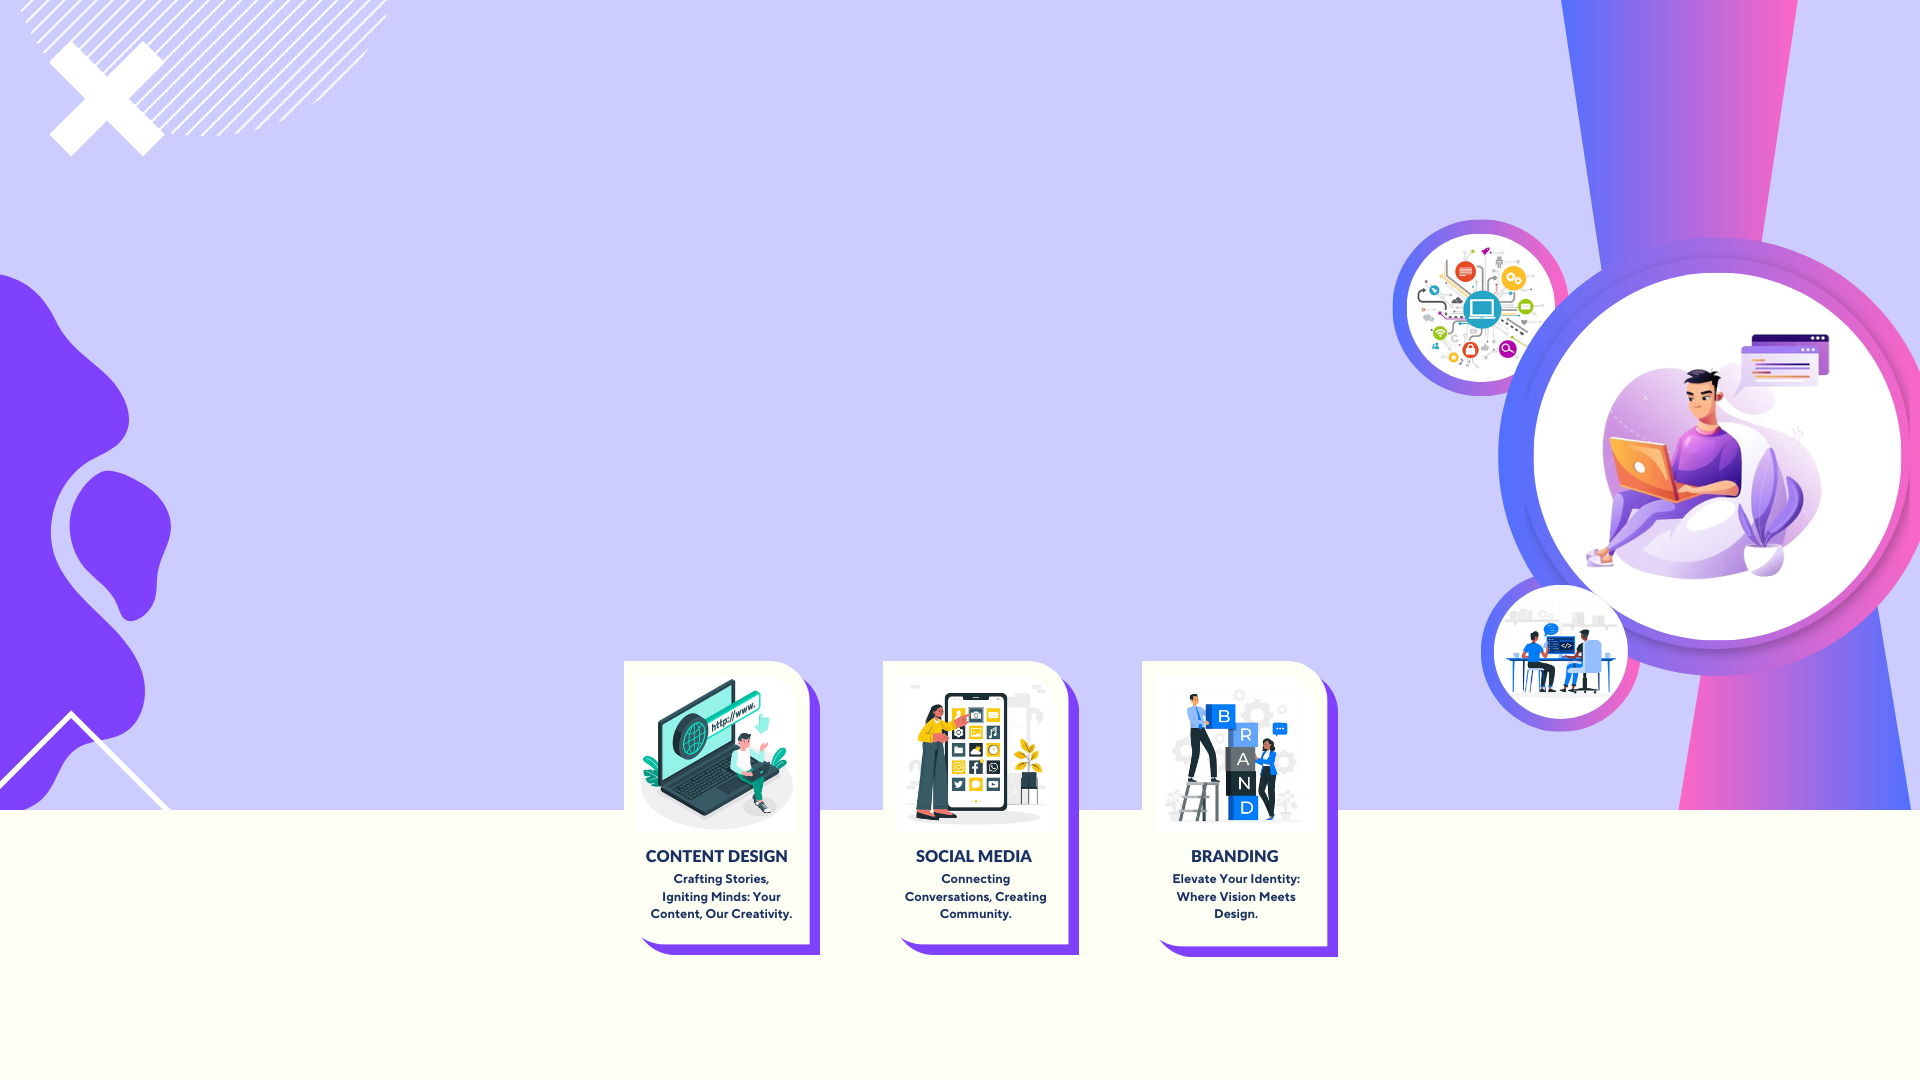 http://www.
CONTENT DESIGN
Crafting Stories,
Igniting Minds: Your
Content, Our Creativity.
SOCIAL MEDIA
Connecting
Conversations, Creating
Community.
B
R
A
N
D
BRANDING
Elevate Your Identity:
Where Vision Meets
Design.